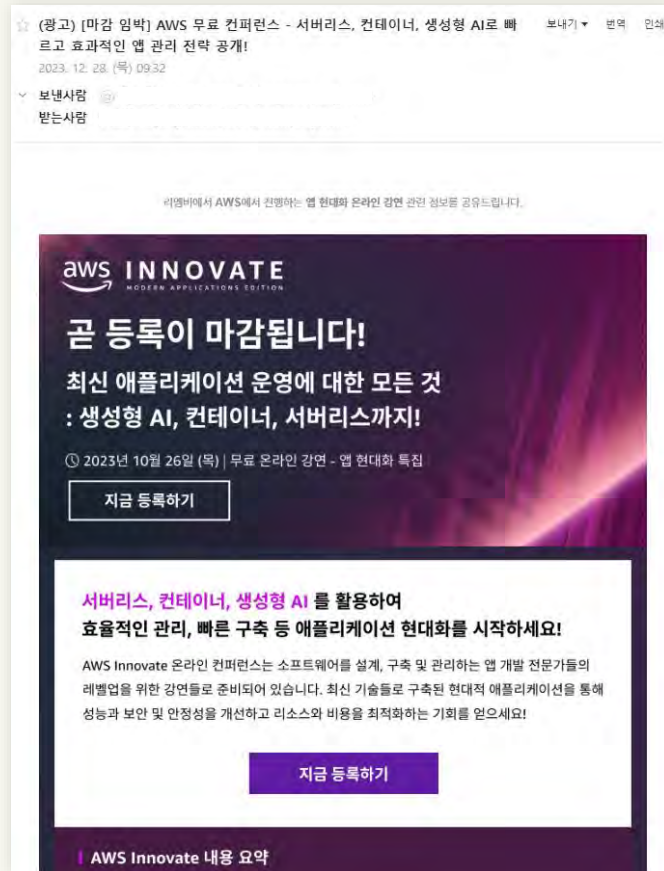 (광고) [마감 임박] AWS 무료 컨퍼런스 - 서버리스, 컨테이너, 생성형 AI로 빠
르고 효과적인 앱 관리 전략 공개!
보내기 번역 인쇄
2023. 12. 28. (목) 09:32
보낸사람
받는사람
리멤버에서 AWS에서 진행하는 앱 현대화 온라인 강연 관련 정보를 공유드립니다.
aws INNOVATE
MODERN APPLICATIONS EDITION
곧 등록이 마감됩니다!
최신 애플리케이션 운영에 대한 모든 것
: 생성형 AI, 컨테이너, 서버리스까지!
2023년 10월 26일 (목) | 무료 온라인 강연 - 앱 현대화 특집
지금 등록하기
서버리스, 컨테이너, 생성형 AI 를 활용하여
효율적인 관리, 빠른 구축 등 애플리케이션 현대화를 시작하세요!
AWS Innovate 온라인 컨퍼런스는 소프트웨어를 설계, 구축 및 관리하는 앱 개발 전문가들의
레벨업을 위한 강연들로 준비되어 있습니다. 최신 기술들로 구축된 현대적 애플리케이션을 통해
성능과 보안 및 안정성을 개선하고 리소스와 비용을 최적화하는 기회를 얻으세요!
지금 등록하기
AWS Innovate 내용 요약